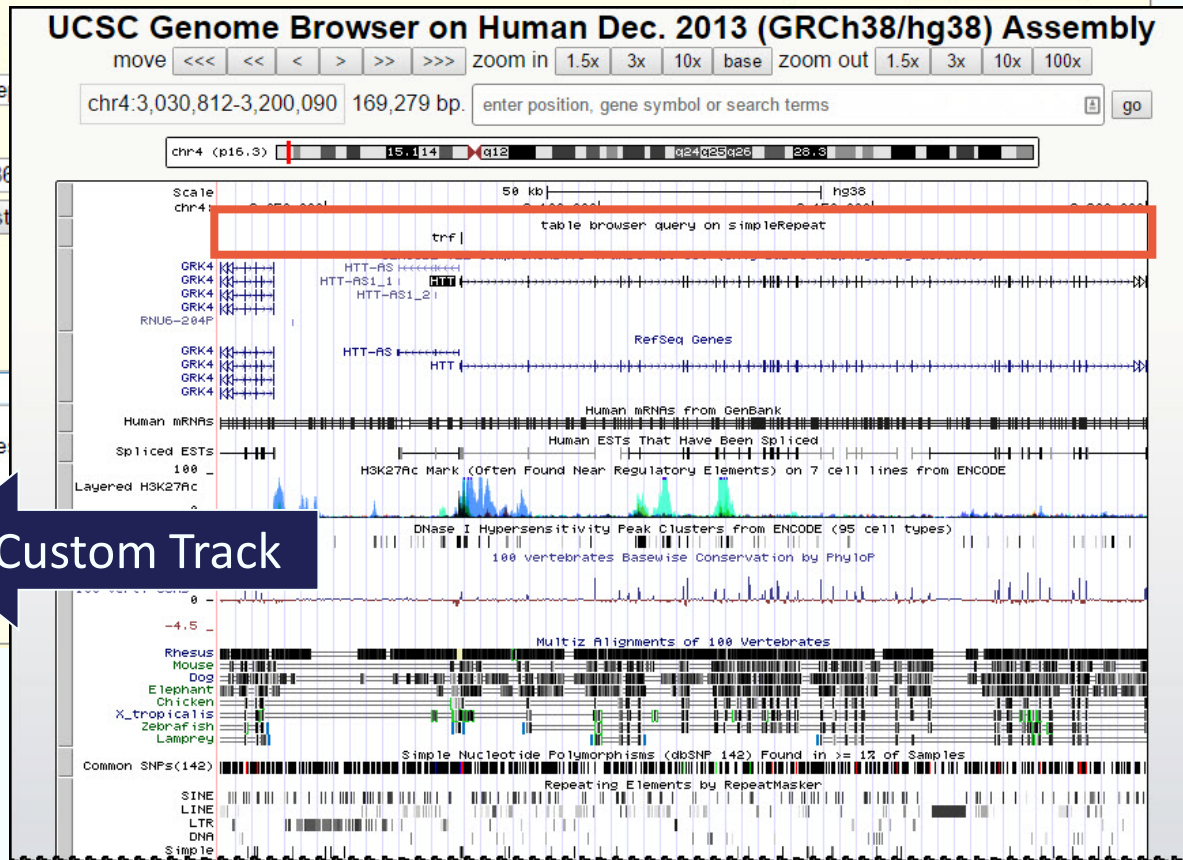 UCSC Genome Browser on Human Dec. 2013 (GRCh38/hg38) Assembly
move <<< << < > >> >>> zoom in 1.5x 3x 10x base zoom out 1.5x 3x 10x 100x
chr4:3,030,812-3,200,090 169,279 bp. enter position, gene symbol or search terms go
chr4 (p16.3) 15.1 14 q12 q24 q25 q26 28.3
Scale 50 kb hg38
chr4:
table browser query on simpleRepeat
trf
GRK4 HTT-AS
GRK4 HTT-AS1_1 HTT
GRK4 HTT-AS1_2
GRK4
RNU6-204P
RefSeq Genes
GRK4 HTT-AS
GRK4 HTT
GRK4
GRK4
Human mRNAs from GenBank
Human mRNAs
Human ESTs That Have Been Spliced
Spliced ESTs
100 _ H3K27Ac Mark (Often Found Near Regulatory Elements) on 7 cell lines from ENCODE
Layered H3K27Ac
DNase I Hypersensitivity Peak Clusters from ENCODE (95 cell types)
Custom Track
100 vertebrates Basewise Conservation by PhyloP
0 -
-4.5 _
Multiz Alignments of 100 Vertebrates
Rhesus
Mouse
Dog
Elephant
Chicken
X_tropicalis
Zebrafish
Lamprey
Simple Nucleotide Polymorphisms (dbSNP 142) Found in >= 1% of Samples
Common SNPs(142)
Repeating Elements by RepeatMasker
SINE
LINE
LTR
DNA
Simple